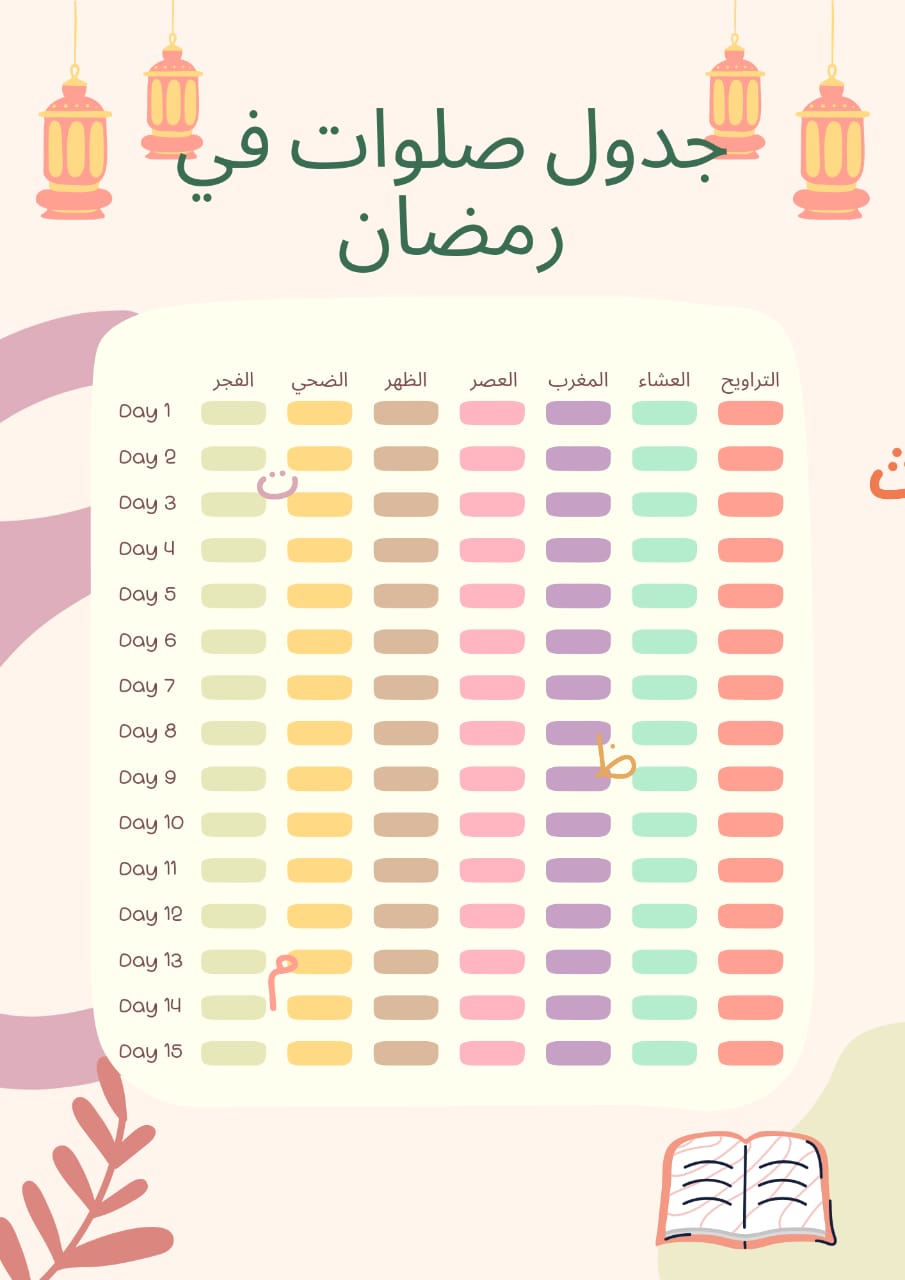 جدول صلوات في
رمضان
الفجر الضحي الظهر العصر المغرب العشاء التراويح
Day 1
Day 2
ت
ث
Day 3
Day 4
Day 5
Day 6
Day 7
Day 8
ظ
Day 9
Day 10
Day 11
Day 12
Day 13
م
Day 14
Day 15